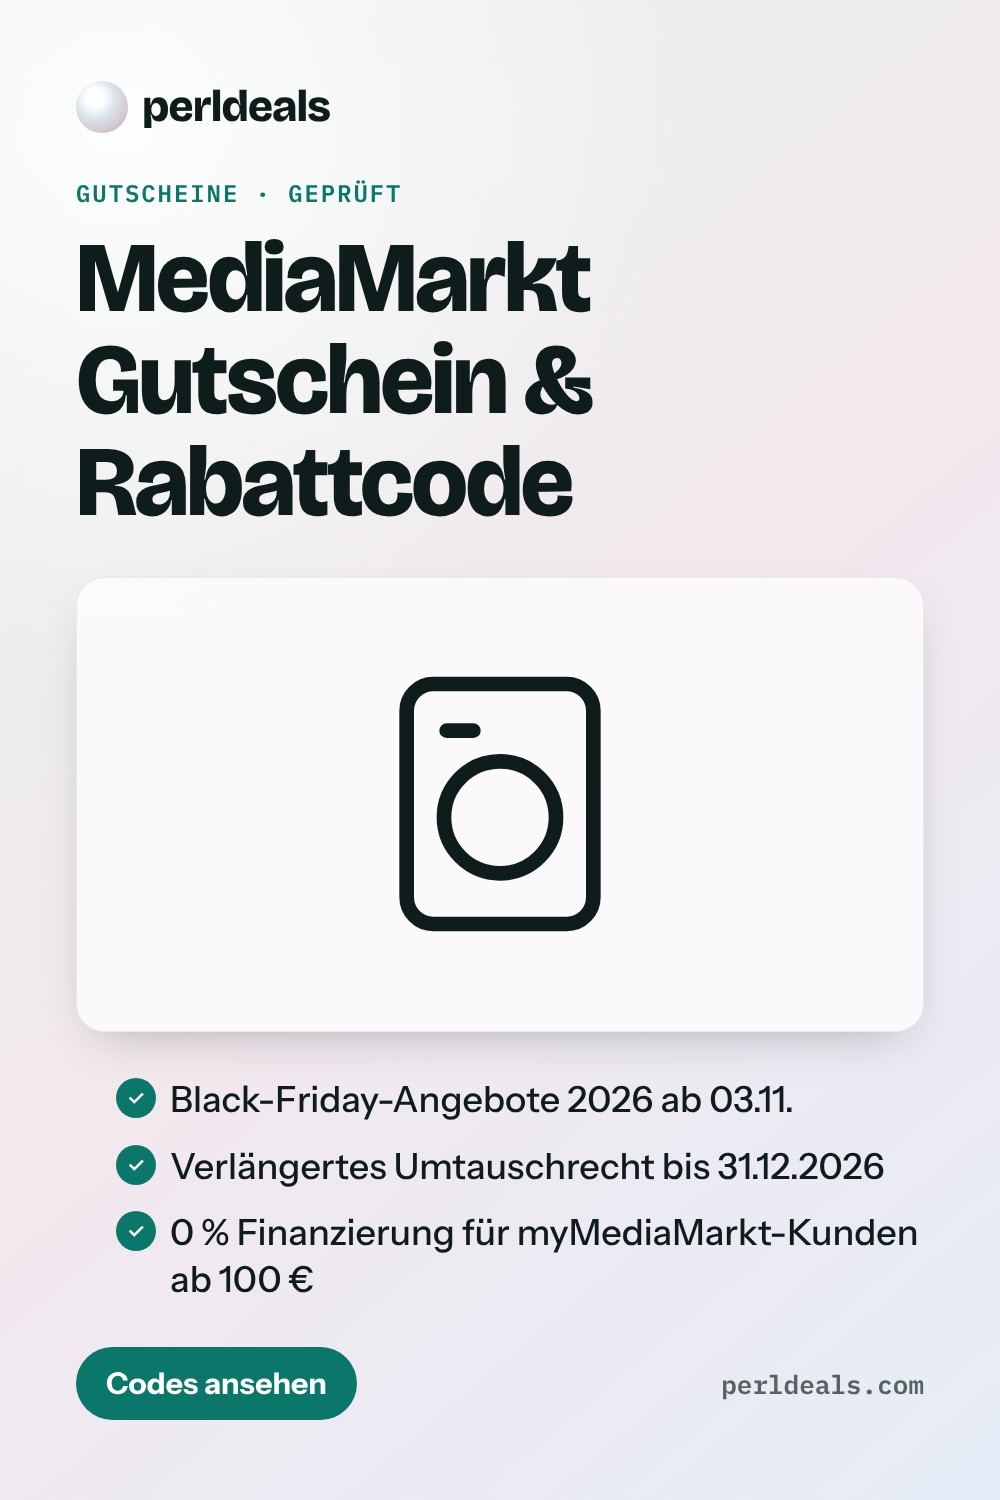 perldeals
GUTSCHEINE · GEPRÜFT
MediaMarkt
Gutschein &
Rabattcode
Black-Friday-Angebote 2026 ab 03.11.
Verlängertes Umtauschrecht bis 31.12.2026
0 % Finanzierung für myMediaMarkt-Kunden
ab 100 €
Codes ansehen
perldeals.com